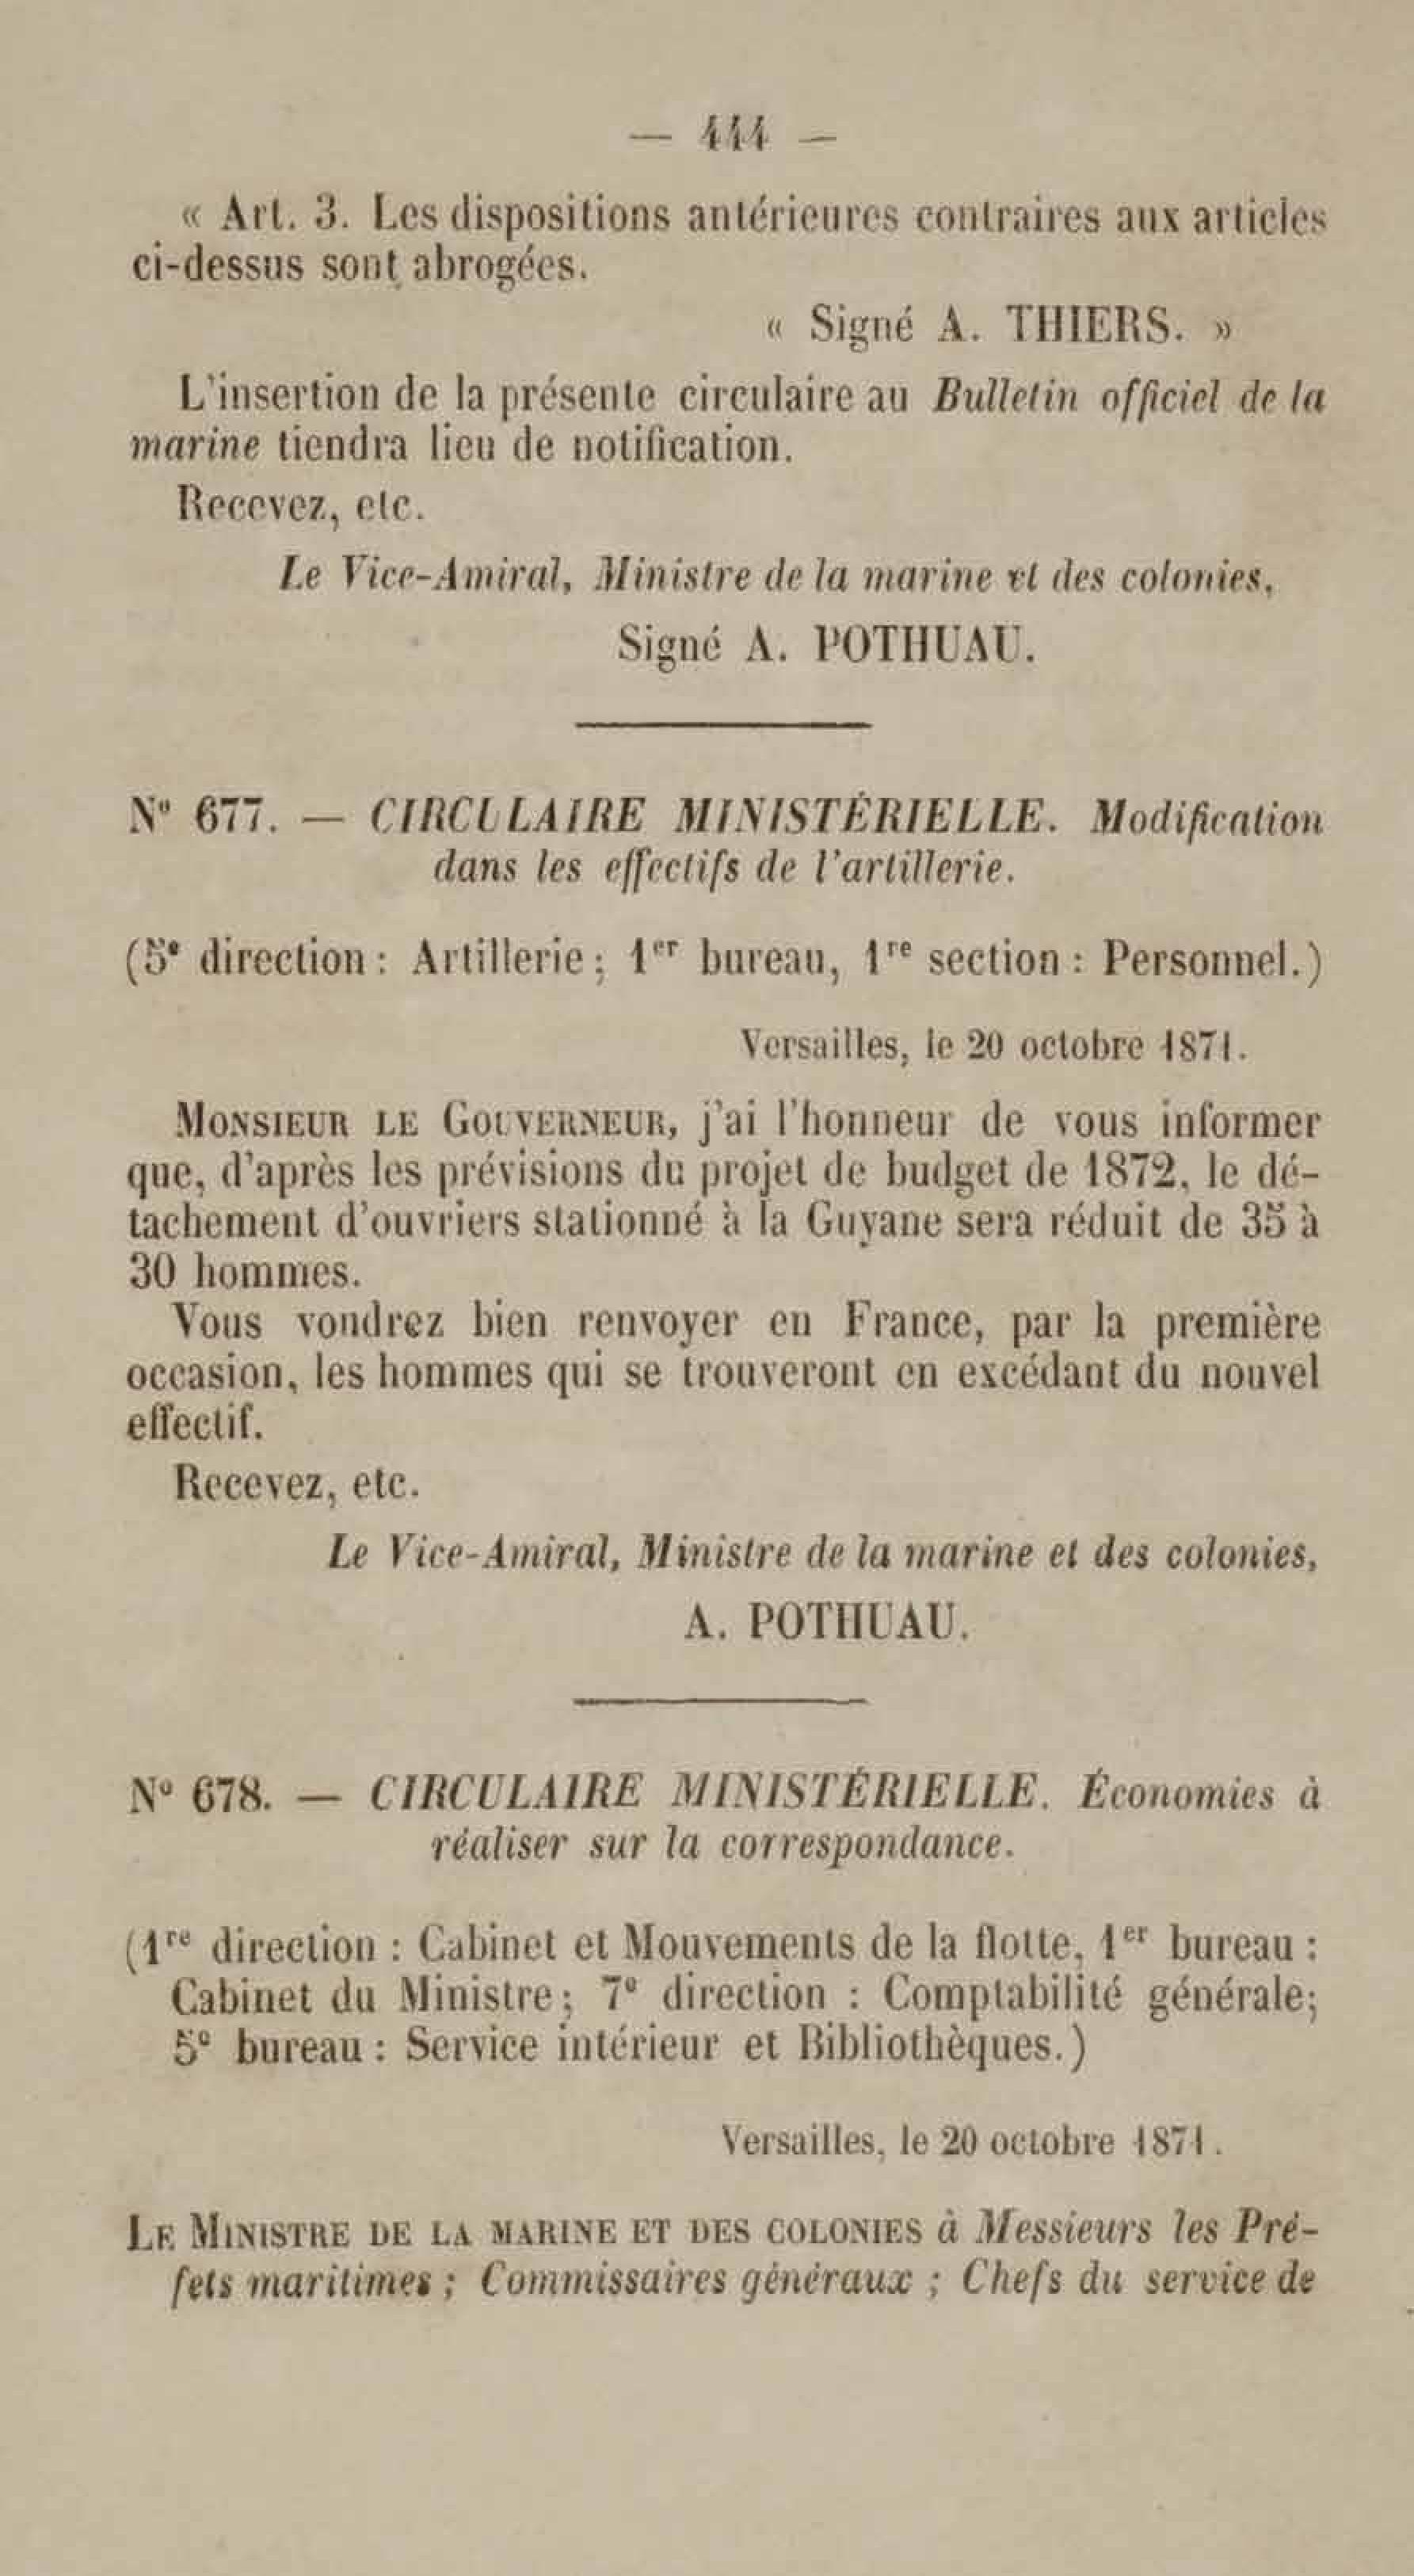 — 444 —
« Art. 3. Les dispositions antérieures contraires aux articles
ci-dessus sont abrogées.
« Signé A. THIERS. »
L'insertion de la présente circulaire au Bulletin officiel de la
marine tiendra lieu de notification.
Recevez, etc.
Le Vice-Amiral, Ministre de la marine et des colonies,
Signé A. POTHUAU.
N° 677. — CIRCULAIRE MINISTÉRIELLE. Modification
dans les effectifs de l'artillerie.
(5e direction : Artillerie ; 1er bureau, 1re section : Personnel.)
Versailles, le 20 octobre 1871.
MONSIEUR LE GOUVERNEUR, j'ai l'honneur de vous informer
que, d'après les prévisions du projet de budget de 1872, le dé-
tachement d'ouvriers stationné à la Guyane sera réduit de 35 à
30 hommes.
Vous voudrez bien renvoyer en France, par la première
occasion, les hommes qui se trouveront en excédant du nouvel
effectif.
Recevez, etc.
Le Vice-Amiral, Ministre de la marine et des colonies,
A. POTHUAU.
N° 678. — CIRCULAIRE MINISTÉRIELLE. Économies à
réaliser sur la correspondance.
(1re direction : Cabinet et Mouvements de la flotte, 1er bureau :
Cabinet du Ministre ; 7e direction : Comptabilité générale;
5e bureau : Service intérieur et Bibliothèques.)
Versailles, le 20 octobre 1871.
LE MINISTRE DE LA MARINE ET DES COLONIES à Messieurs les Pré-
fets maritimes ; Commissaires généraux ; Chefs du service de